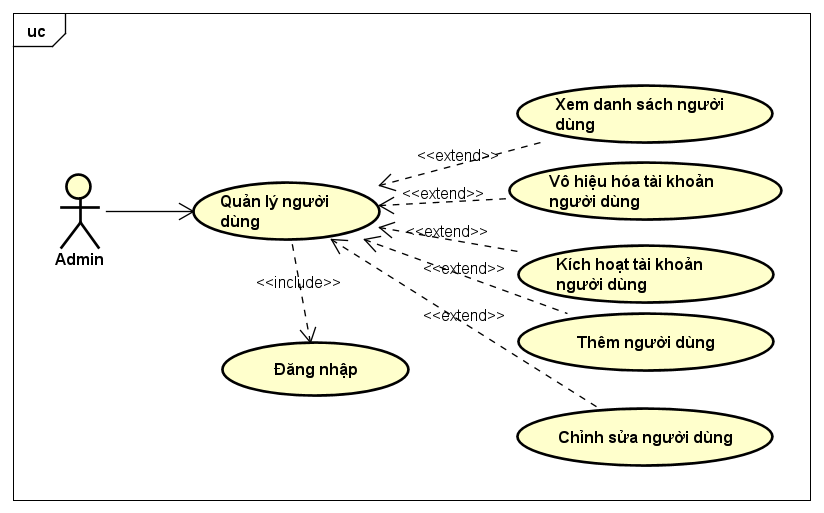 uc
Xem danh sách người
dùng
<<extend>>
Vô hiệu hóa tài khoản
người dùng
<<extend>>
Quản lý người
dùng
<<extend>>
Admin
Kích hoạt tài khoản
người dùng
<<extend>>
<<include>>
<<extend>>
Thêm người dùng
Đăng nhập
Chỉnh sửa người dùng